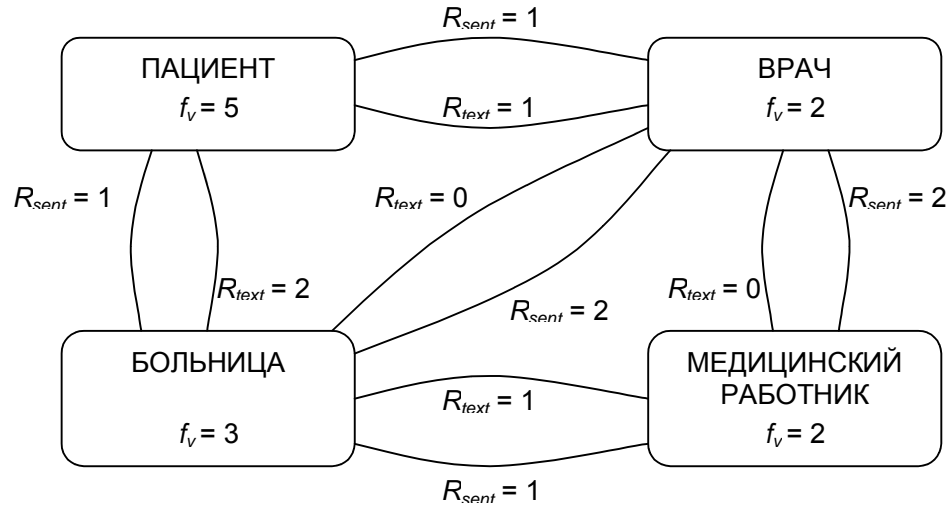 R_sent = 1
ПАЦИЕНТ
f_v = 5
ВРАЧ
f_v = 2
R_text = 1
R_sent = 1
R_text = 0
R_sent = 2
R_text = 2
R_sent = 2
R_text = 0
БОЛЬНИЦА
f_v = 3
МЕДИЦИНСКИЙ
РАБОТНИК
f_v = 2
R_text = 1
R_sent = 1